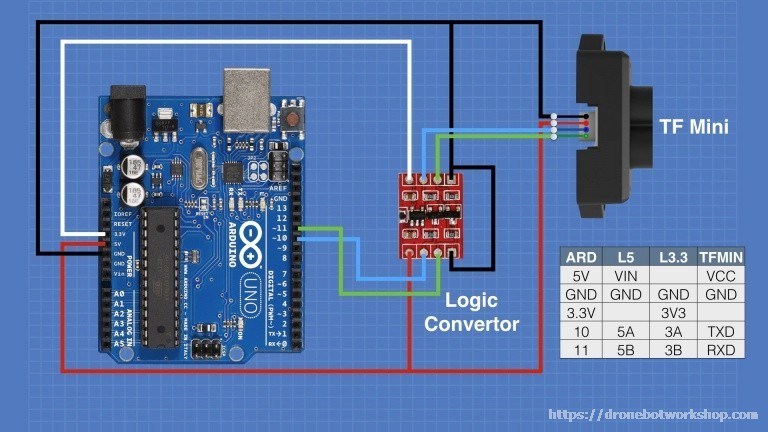 TF Mini
IOREF
RESET
3.3V
5V
GND
GND
Vin
POWER
A0
A1
A2
A3
A4
A5
ANALOG IN
AREF
GND
13
12
-11
-10
-9
8
7
-6
-5
4
-3
2
TX→1
RX←0
DIGITAL (PWM~)
ARDUINO
UNO
Logic
Convertor
ARD L5 L3.3 TFMIN
5V VIN VCC
GND GND GND GND
3.3V 3V3
10 5A 3A TXD
11 5B 3B RXD
https://dronebotworkshop.com